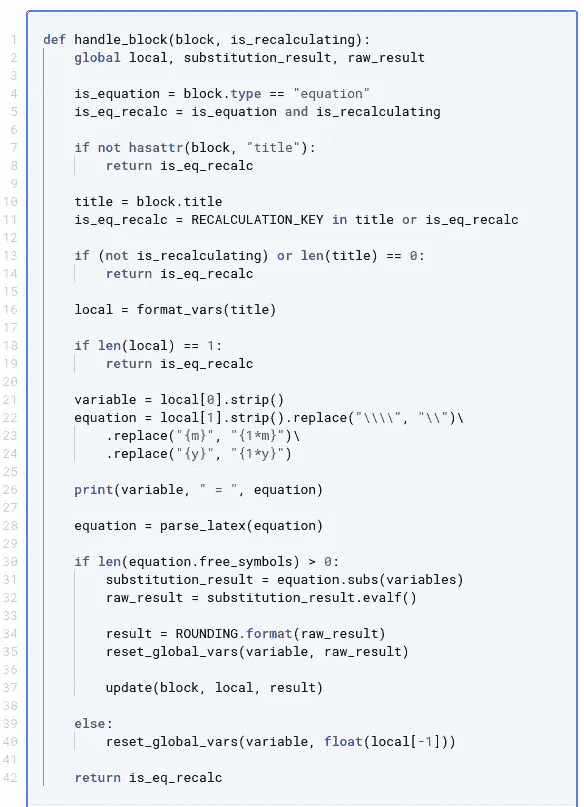 1 def handle_block(block, is_recalculating):
2 global local, substitution_result, raw_result
3
4 is_equation = block.type == "equation"
5 is_eq_recalc = is_equation and is_recalculating
6
7 if not hasattr(block, "title"):
8 return is_eq_recalc
9
10 title = block.title
11 is_eq_recalc = RECALCULATION_KEY in title or is_eq_recalc
12
13 if (not is_recalculating) or len(title) == 0:
14 return is_eq_recalc
15
16 local = format_vars(title)
17
18 if len(local) == 1:
19 return is_eq_recalc
20
21 variable = local[0].strip()
22 equation = local[1].strip().replace("\\\\", "\\")\
23 .replace("{m}", "{1*m}")\
24 .replace("{y}", "{1*y}")
25
26 print(variable, " = ", equation)
27
28 equation = parse_latex(equation)
29
30 if len(equation.free_symbols) > 0:
31 substitution_result = equation.subs(variables)
32 raw_result = substitution_result.evalf()
33
34 result = ROUNDING.format(raw_result)
35 reset_global_vars(variable, raw_result)
36
37 update(block, local, result)
38
39 else:
40 reset_global_vars(variable, float(local[-1]))
41
42 return is_eq_recalc